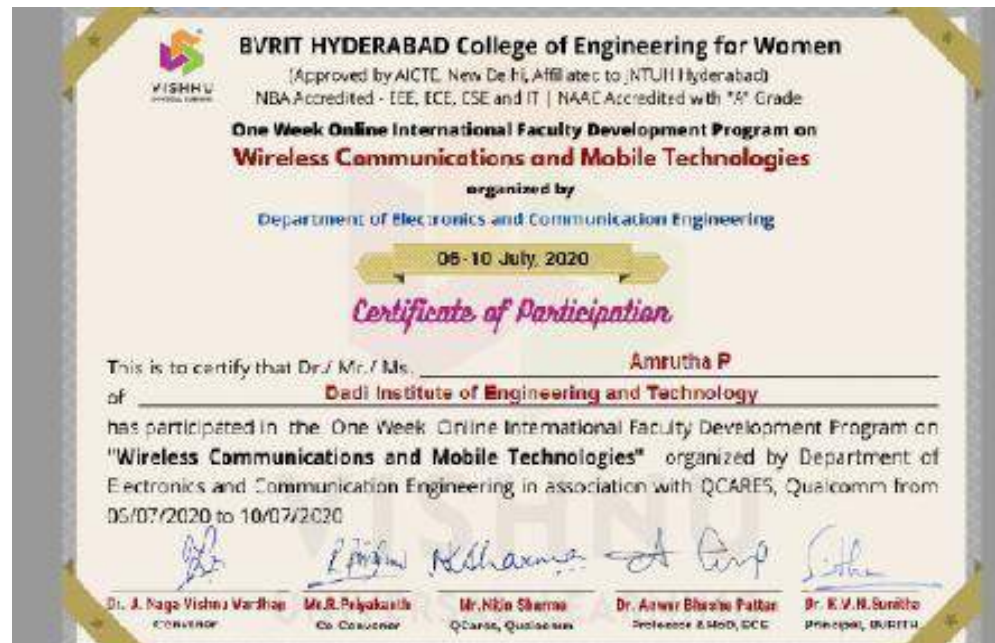 VISHNU
BVRIT HYDERABAD College of Engineering for Women
(Approved by AICTE, New Delhi, Affiliated to JNTUH Hyderabad)
NBA Accredited - EEE, ECE, CSE and IT | NAAC Accredited with "A" Grade
One Week Online International Faculty Development Program on
Wireless Communications and Mobile Technologies
organized by
Department of Electronics and Communication Engineering
06-10 July, 2020
Certificate of Participation
This is to certify that Dr./ Mr./ Ms. Amrutha P
of Dadi Institute of Engineering and Technology
has participated in the One Week Online International Faculty Development Program on
"Wireless Communications and Mobile Technologies" organized by Department of
Electronics and Communication Engineering in association with QCARES, Qualcomm from
06/07/2020 to 10/07/2020
Dr. J. Naga Vishnu Vardhan Mr.R.Priyakanth Mr.Nitin Sharma Dr. Anwar Bhasha Pattan Dr. K.V.N.Sunitha
Convenor Co Convenor QCares, Qualcomm Professor & HoD, ECE Principal, BVRITH